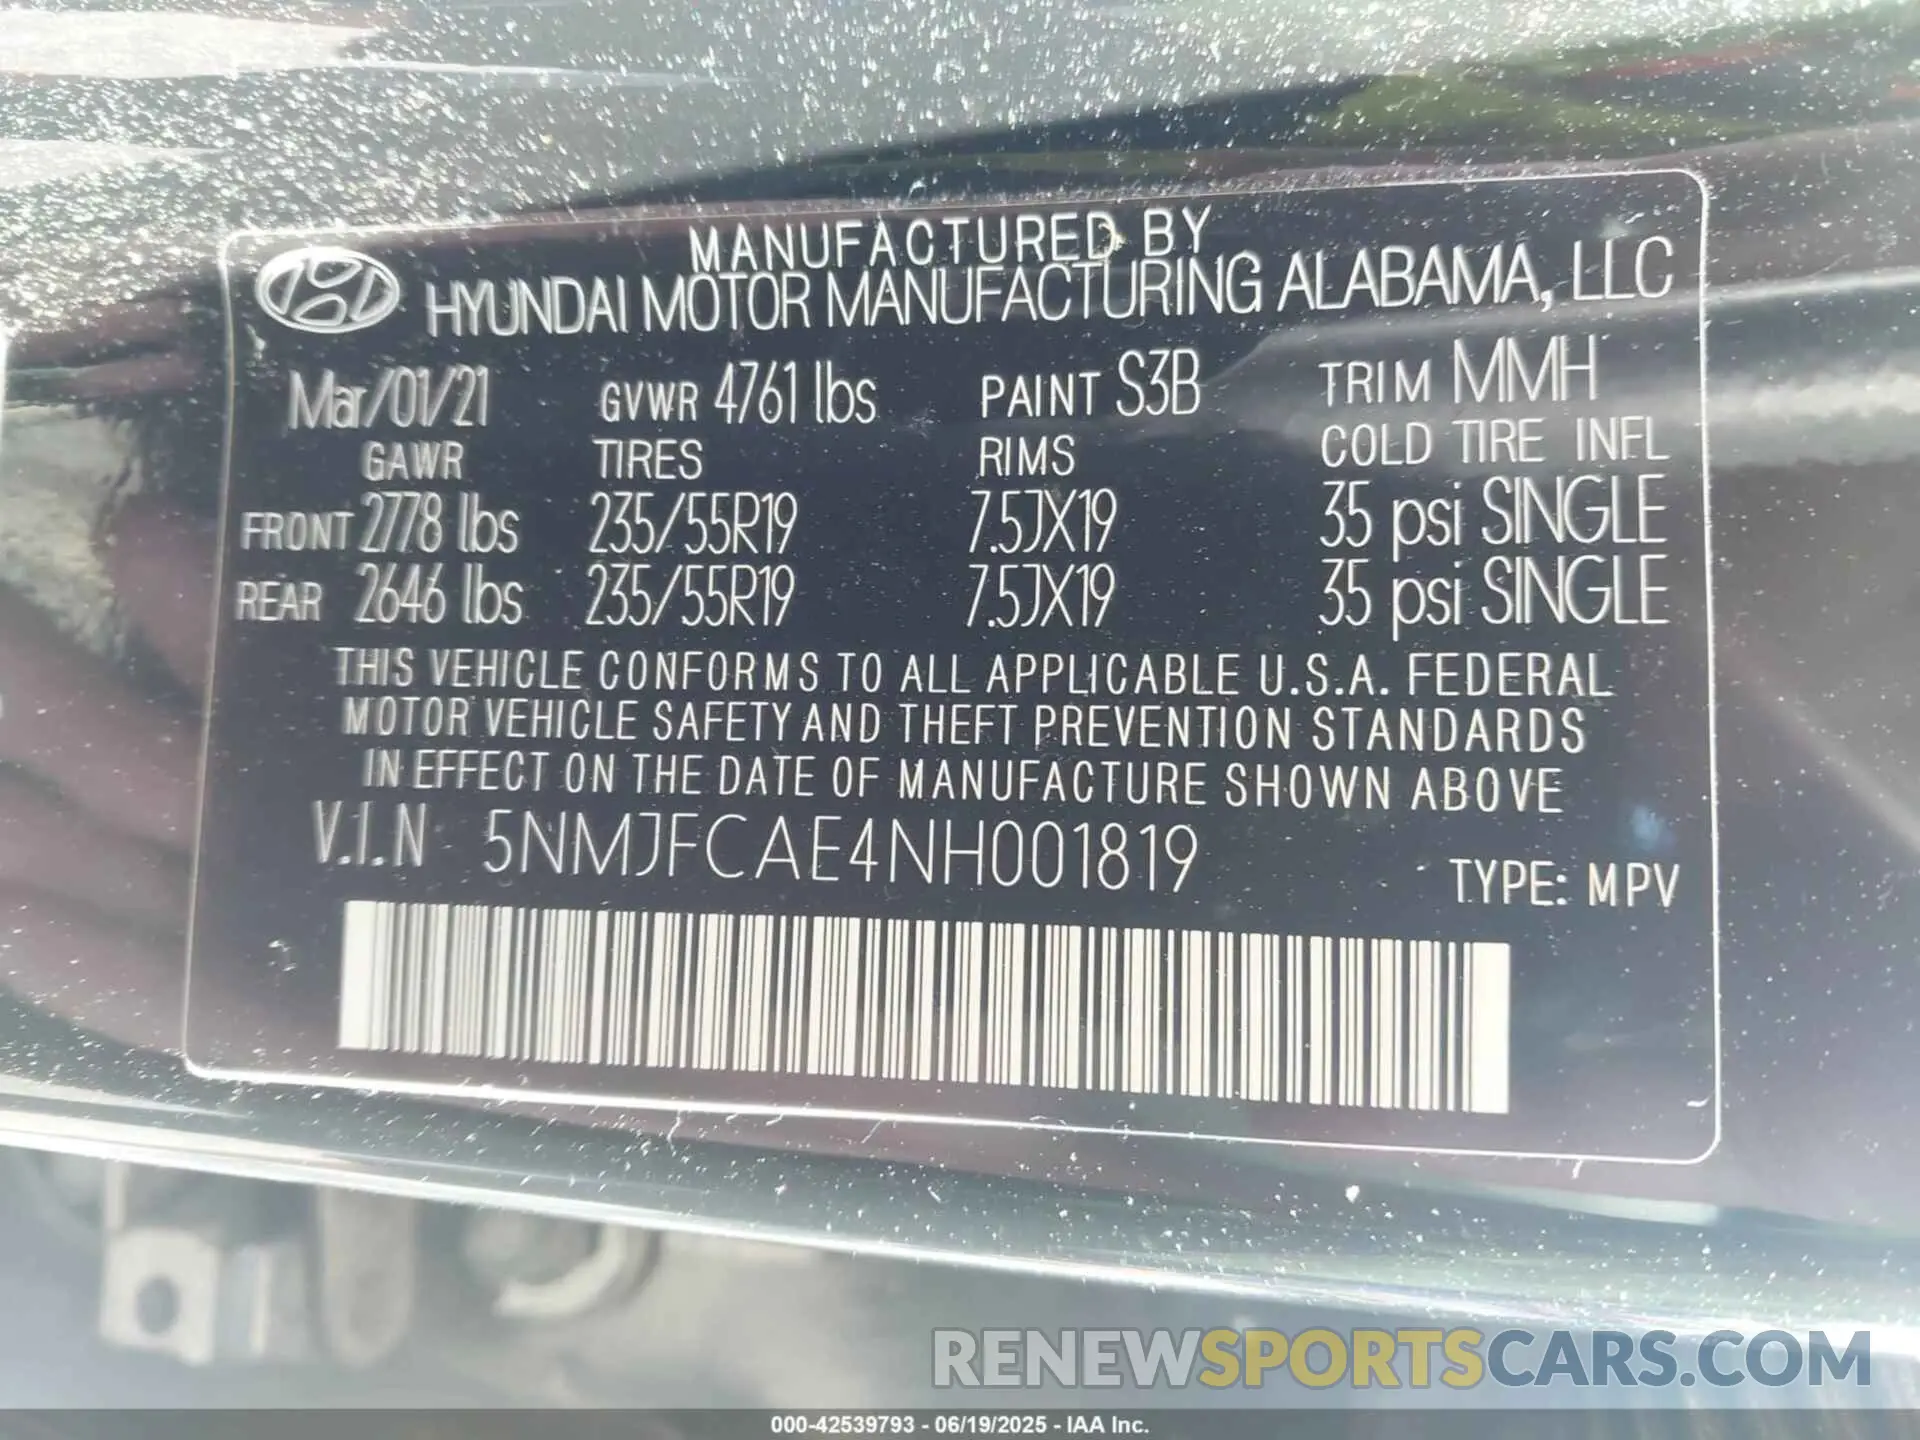 MANUFACTURED BY
HYUNDAI MOTOR MANUFACTURING ALABAMA, LLC
Mar/01/21 GVWR 4761 lbs PAINT S3B TRIM MMH
GAWR TIRES RIMS COLD TIRE INFL
FRONT 2778 lbs 235/55R19 7.5JX19 35 psi SINGLE
REAR 2646 lbs 235/55R19 7.5JX19 35 psi SINGLE
THIS VEHICLE CONFORMS TO ALL APPLICABLE U.S.A. FEDERAL
MOTOR VEHICLE SAFETY AND THEFT PREVENTION STANDARDS
IN EFFECT ON THE DATE OF MANUFACTURE SHOWN ABOVE
V.I.N 5NMJFCAE4NH001819
TYPE: MPV
RENEWSPORTSCARS.COM
000-42539793 - 06/19/2025 - IAA Inc.